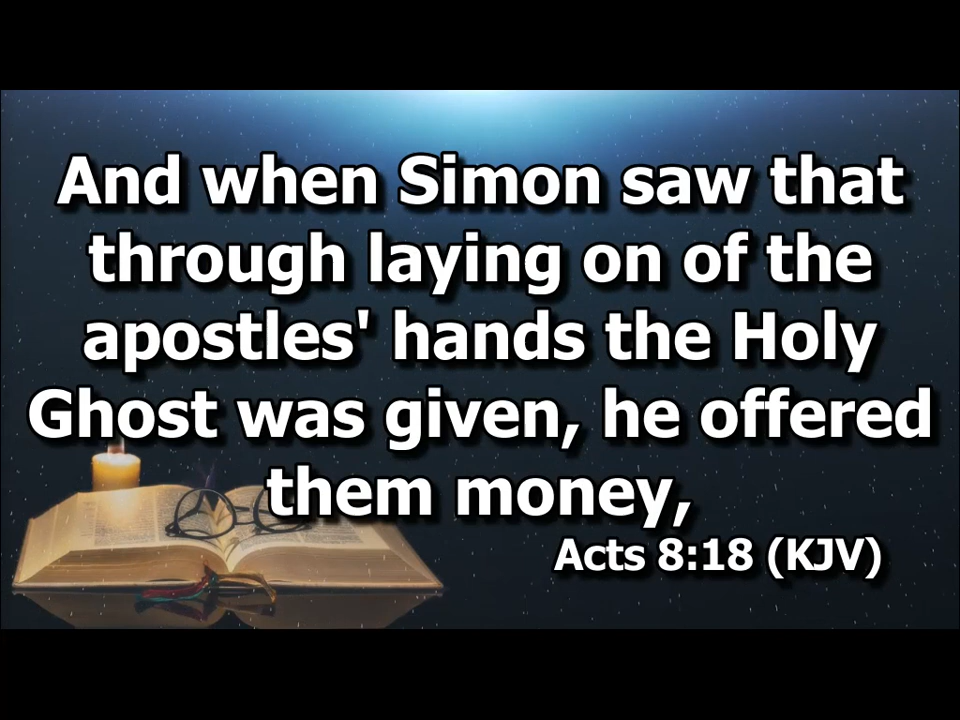 And when Simon saw that
through laying on of the
apostles' hands the Holy
Ghost was given, he offered
them money,
Acts 8:18 (KJV)